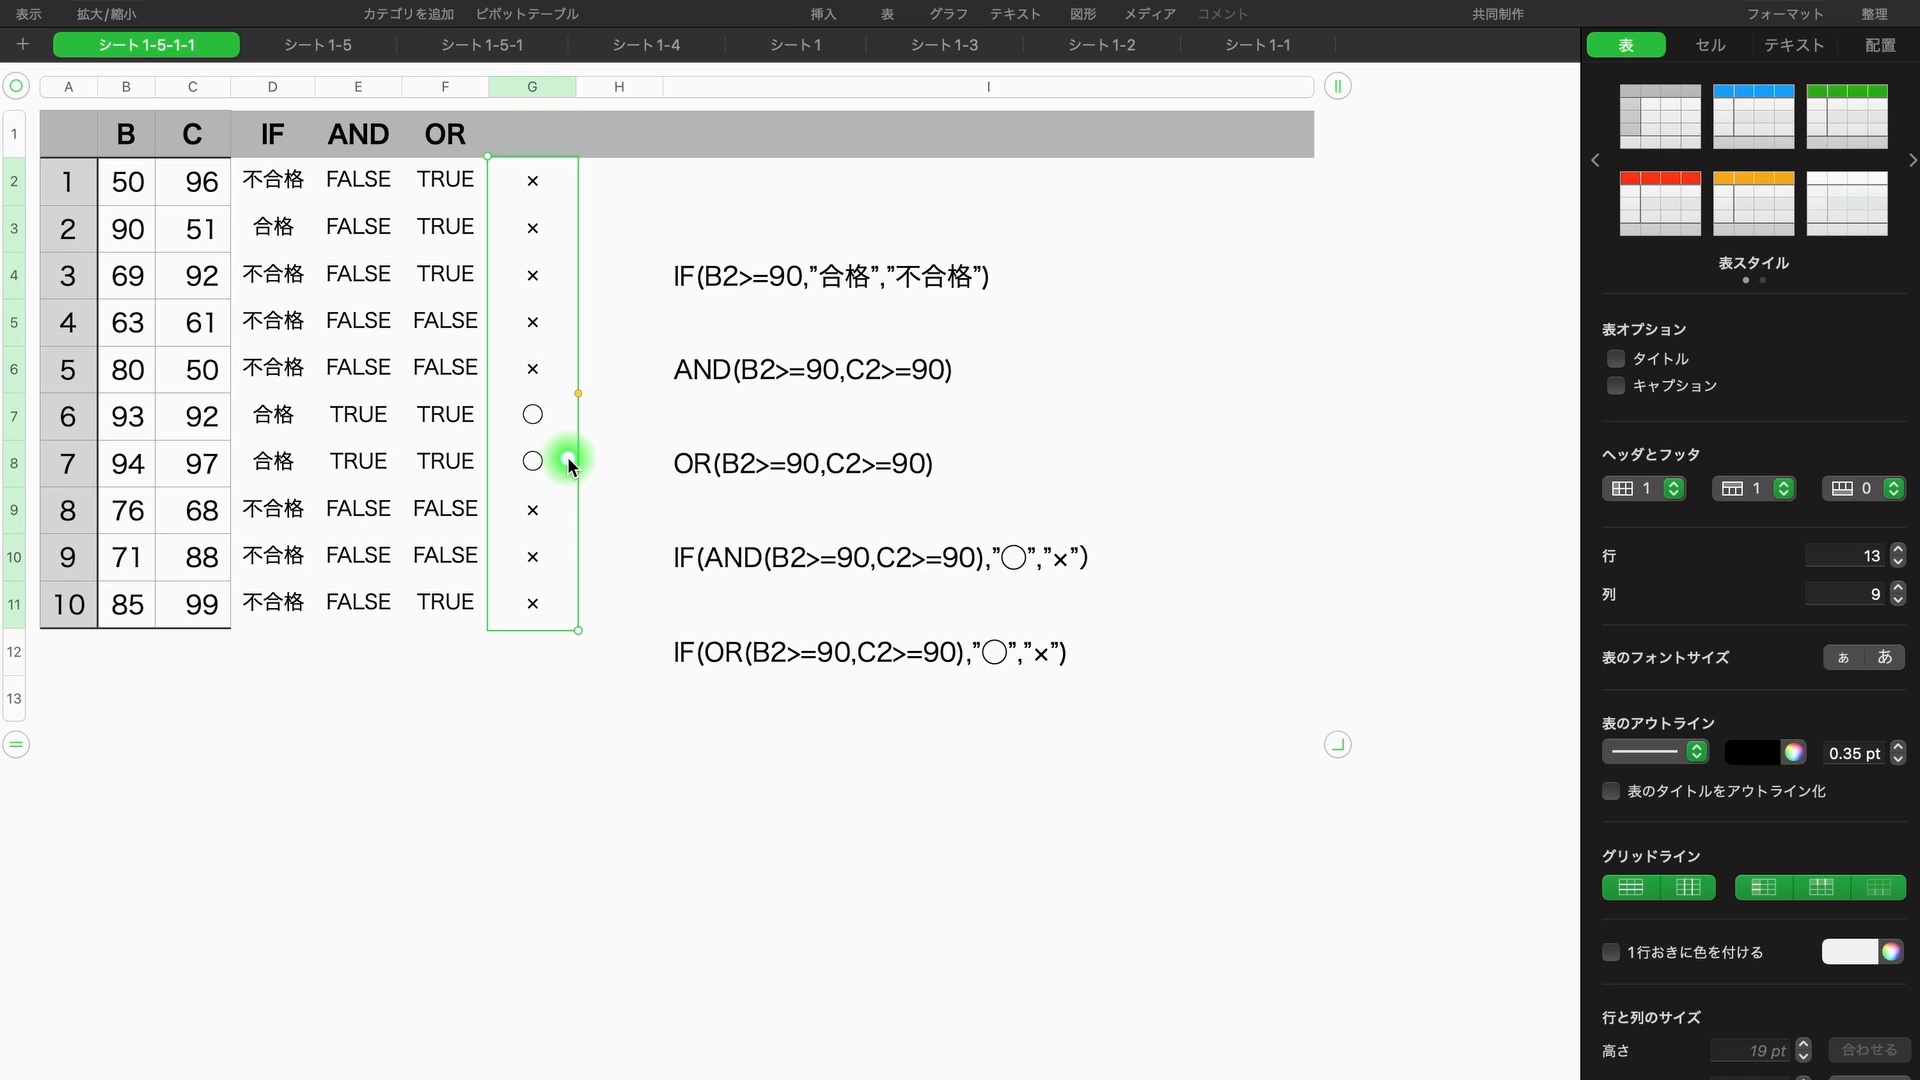 表示 拡大/縮小 カテゴリを追加 ピボットテーブル 挿入 表 グラフ テキスト 図形 メディア コメント 共同制作 フォーマット 整理
+ シート 1-5-1-1 シート 1-5 シート 1-5-1 シート 1-4 シート 1 シート 1-3 シート 1-2 シート 1-1 表 セル テキスト 配置
A B C D E F G H I
1 B C IF AND OR
2 1 50 96 不合格 FALSE TRUE ×
3 2 90 51 合格 FALSE TRUE ×
4 3 69 92 不合格 FALSE TRUE × IF(B2>=90,”合格”,”不合格”)
5 4 63 61 不合格 FALSE FALSE ×
6 5 80 50 不合格 FALSE FALSE × AND(B2>=90,C2>=90)
7 6 93 92 合格 TRUE TRUE ◯
8 7 94 97 合格 TRUE TRUE ◯ OR(B2>=90,C2>=90)
9 8 76 68 不合格 FALSE FALSE ×
10 9 71 88 不合格 FALSE FALSE × IF(AND(B2>=90,C2>=90),”◯”,”×”)
11 10 85 99 不合格 FALSE TRUE ×
12 IF(OR(B2>=90,C2>=90),”◯”,”×”)
13
表スタイル
表オプション
タイトル
キャプション
ヘッダとフッタ
1 1 0
行 13
列 9
表のフォントサイズ あ あ
表のアウトライン
0.35 pt
表のタイトルをアウトライン化
グリッドライン
1行おきに色を付ける
行と列のサイズ
高さ 19 pt 合わせる